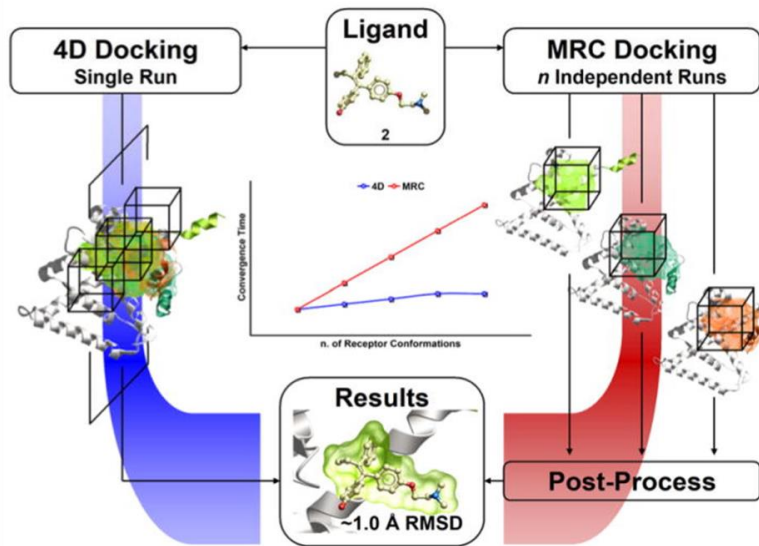 4D Docking
Single Run
Ligand
2
MRC Docking
n Independent Runs
4D MRC
Convergence Time
n. of Receptor Conformations
Results
~1.0 Å RMSD
Post-Process